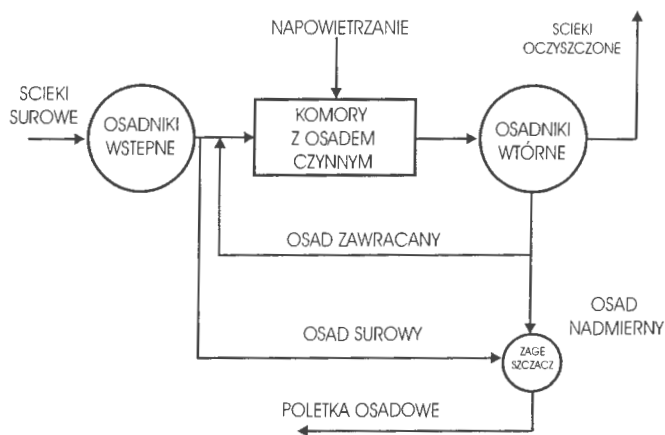 NAPOWIETRZANIE
SCIEKI
OCZYSZCZONE
SCIEKI
SUROWE
OSADNIKI
WSTEPNE
KOMORY
Z OSADEM
CZYNNYM
OSADNIKI
WTÓRNE
OSAD ZAWRACANY
OSAD
NADMIERNY
OSAD SUROWY
ZAGE
SZCZACZ
POLETKA OSADOWE